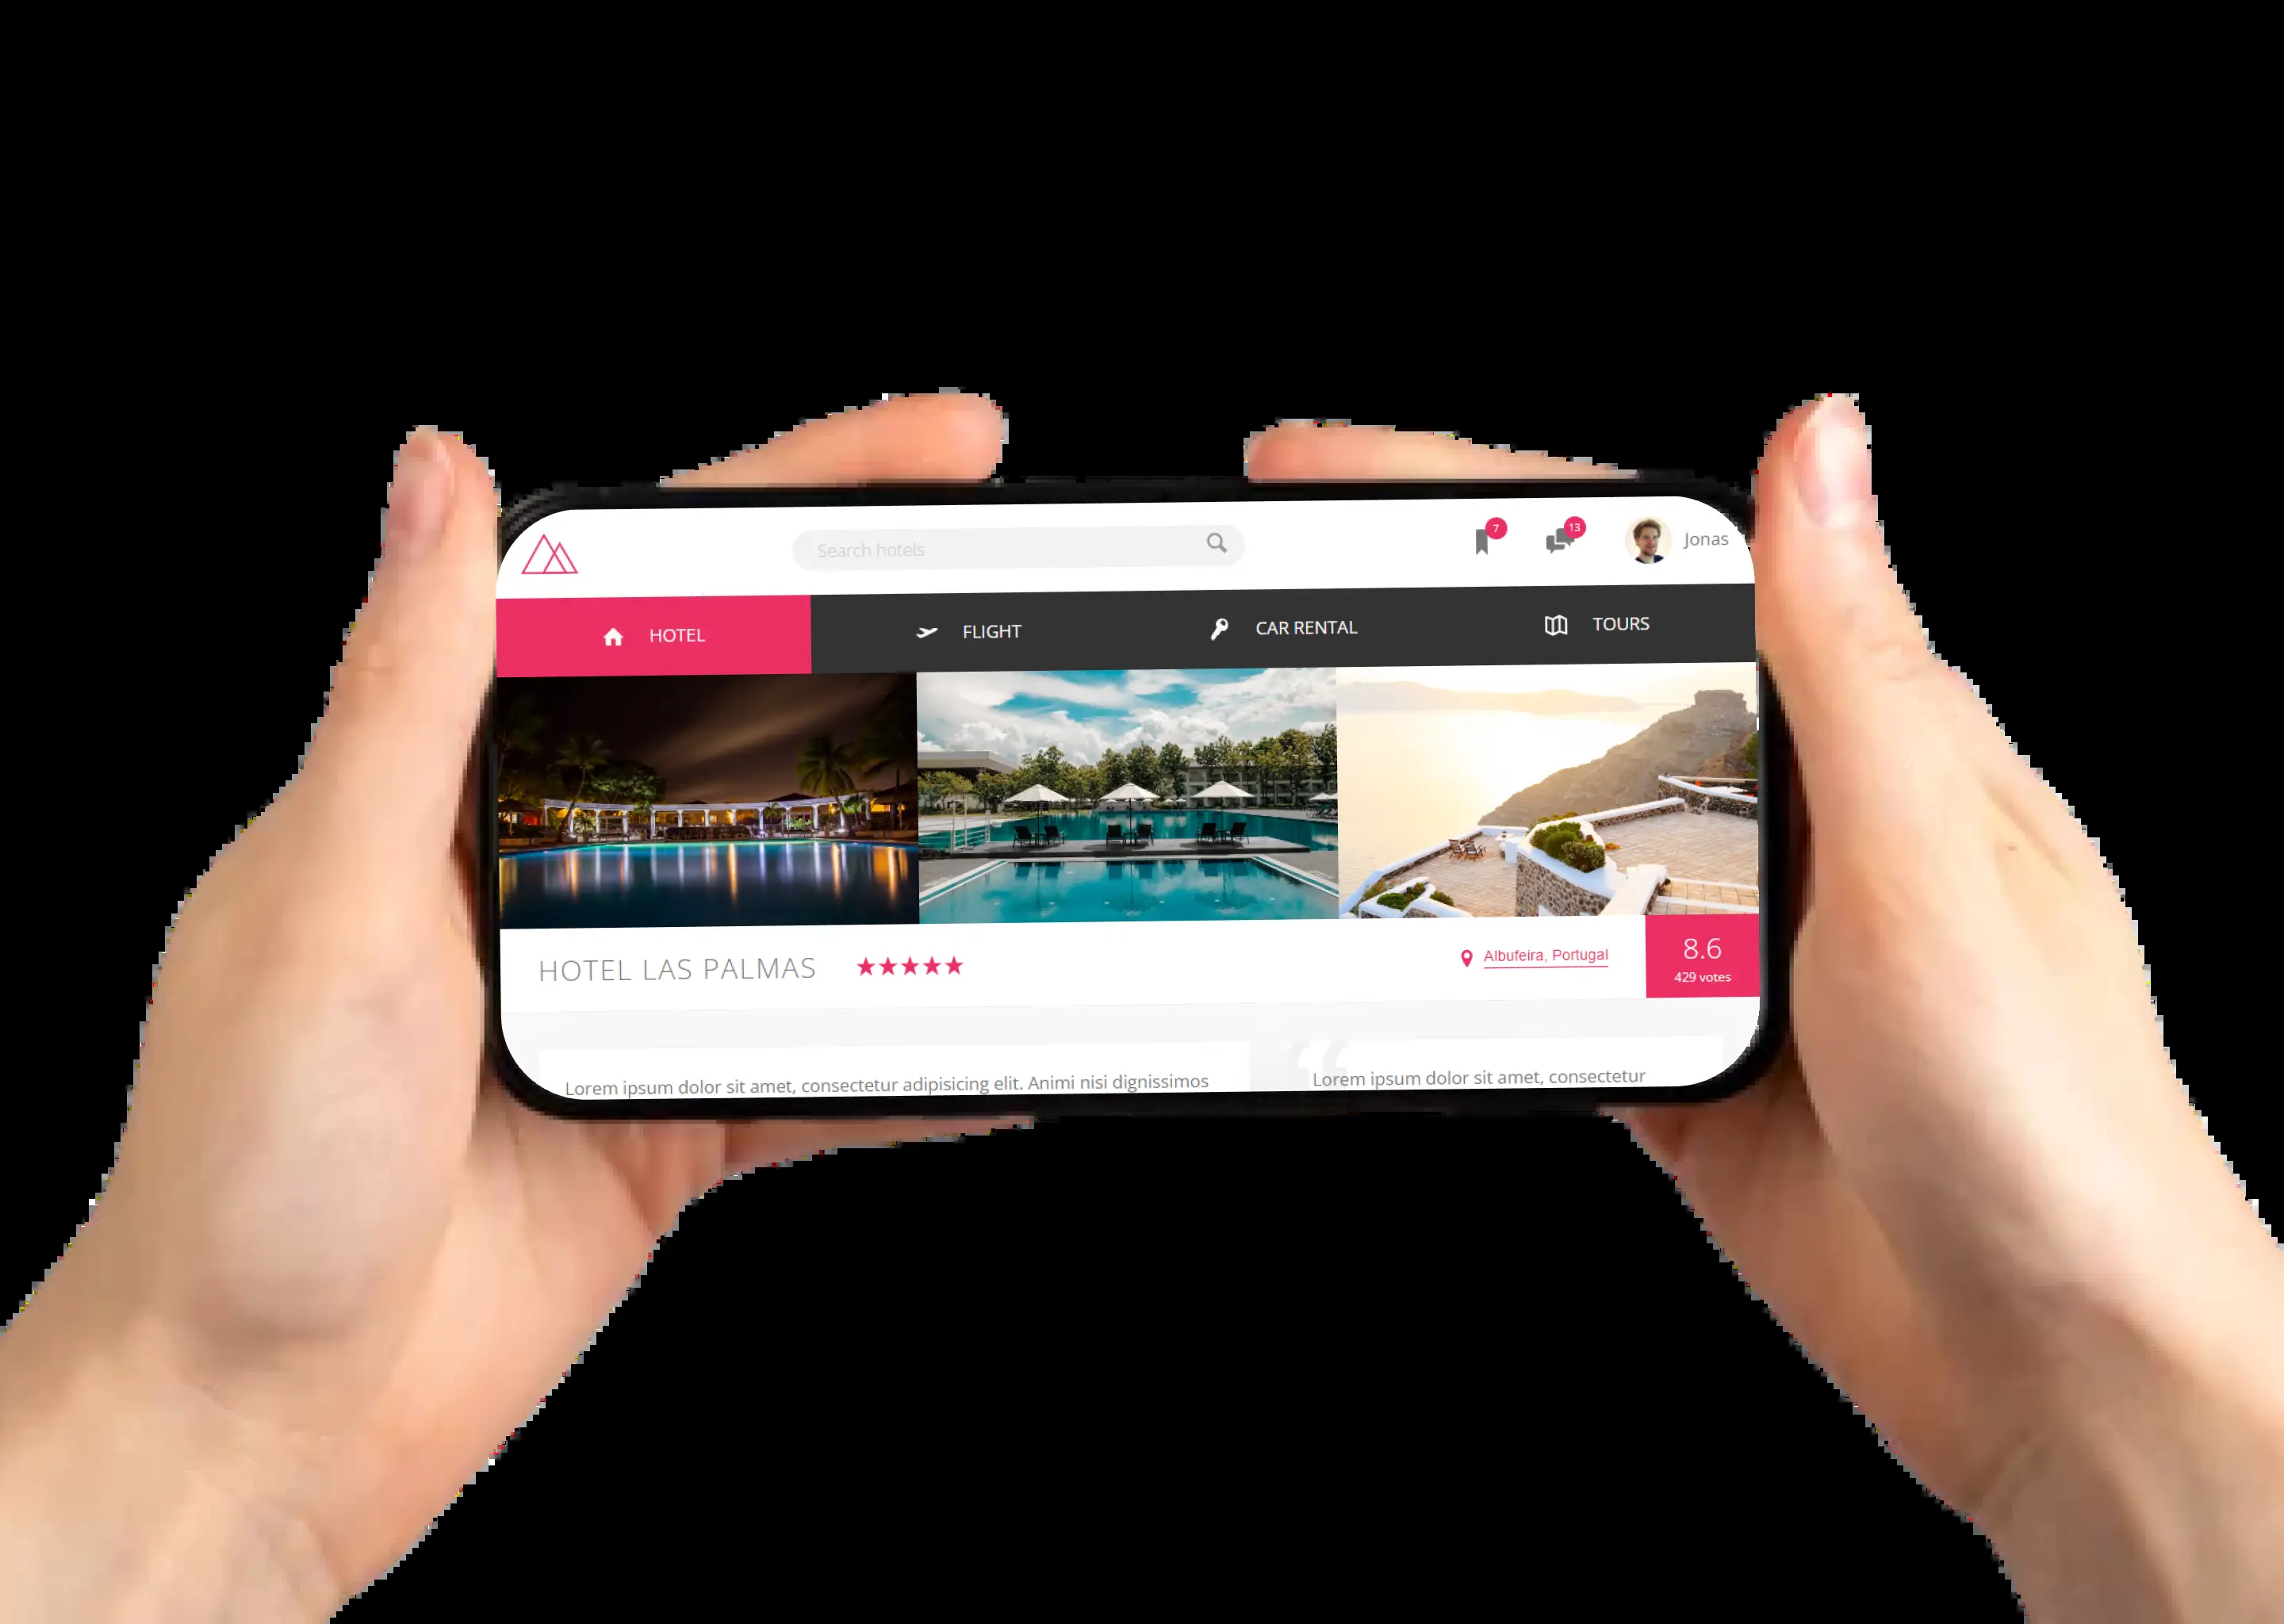 Search hotels
7
13
Jonas
HOTEL
FLIGHT
CAR RENTAL
TOURS
HOTEL LAS PALMAS
Albufeira, Portugal
8.6
429 votes
Lorem ipsum dolor sit amet, consectetur adipisicing elit. Animi nisi dignissimos
“
Lorem ipsum dolor sit amet, consectetur